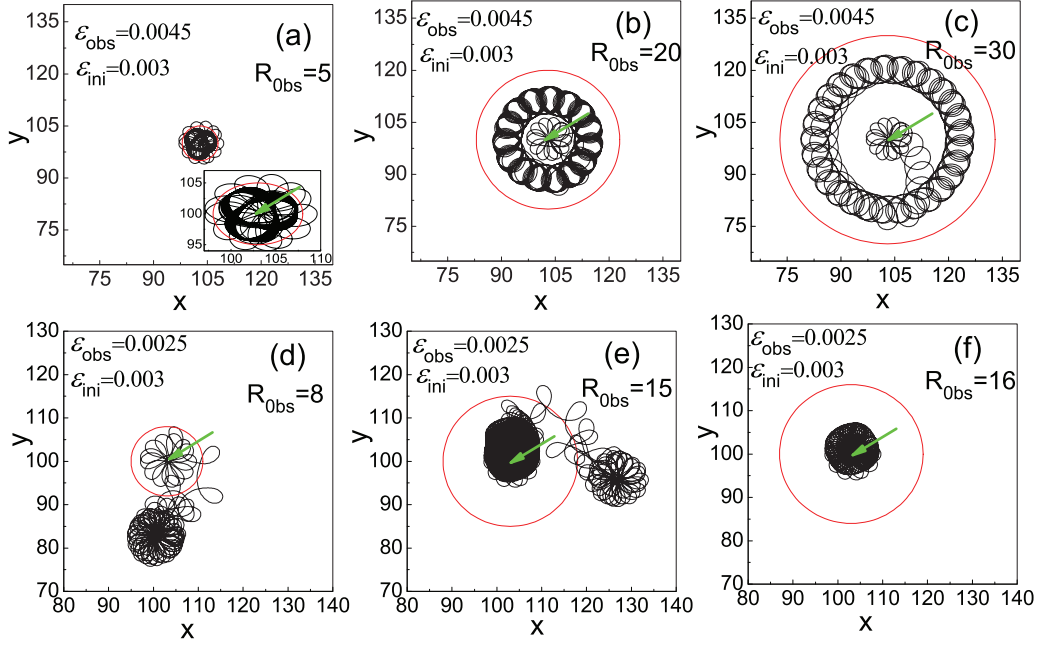 (a)
ε_obs=0.0045
ε_ini=0.003
R_0bs=5
y
135
120
105
90
75
75 90 105 120 135
x
105
100
95
100 105 110
(b)
ε_obs=0.0045
ε_ini=0.003
R_0bs=20
y
135
120
105
90
75
75 90 105 120 135
x
(c)
ε_obs=0.0045
ε_ini=0.003
R_0bs=30
y
135
120
105
90
75
75 90 105 120 135
x
(d)
ε_obs=0.0025
ε_ini=0.003
R_0bs=8
y
130
120
110
100
90
80
70
80 90 100 110 120 130 140
x
(e)
ε_obs=0.0025
ε_ini=0.003
R_0bs=15
y
130
120
110
100
90
80
70
80 90 100 110 120 130 140
x
(f)
ε_obs=0.0025
ε_ini=0.003
R_0bs=16
y
130
120
110
100
90
80
70
80 90 100 110 120 130 140
x